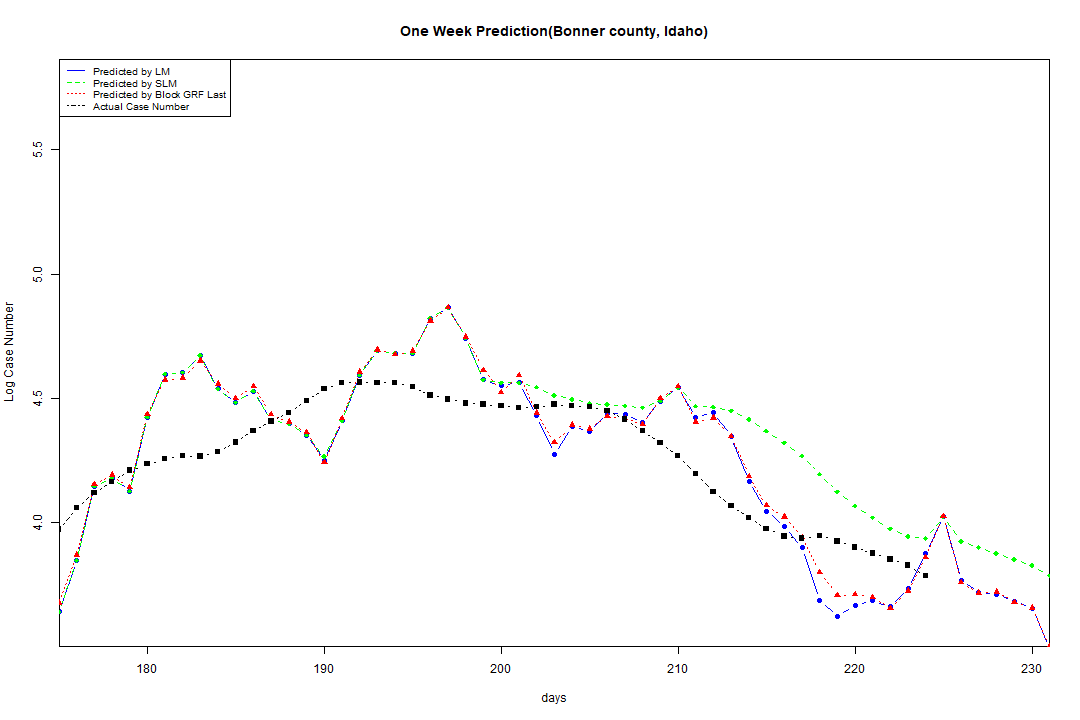 One Week Prediction(Bonner county, Idaho)
Predicted by LM
Predicted by SLM
Predicted by Block GRF Last
Actual Case Number
5.5
5.0
4.5
4.0
Log Case Number
180 190 200 210 220 230
days